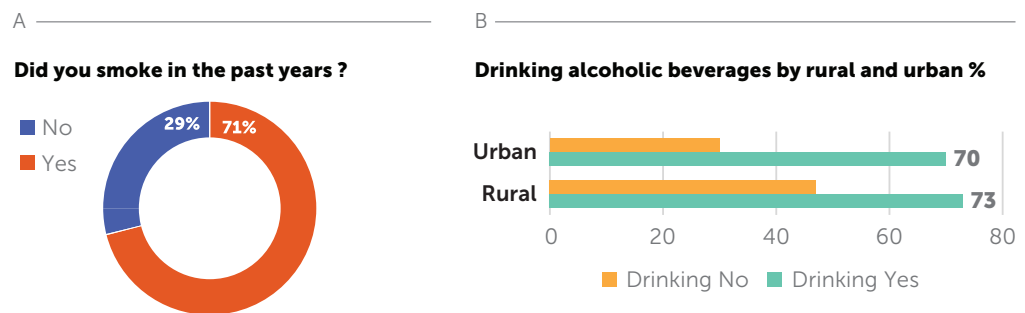 A
Did you smoke in the past years ?
No
Yes
29%
71%
B
Drinking alcoholic beverages by rural and urban %
Urban
70
Rural
73
0 20 40 60 80
Drinking No Drinking Yes